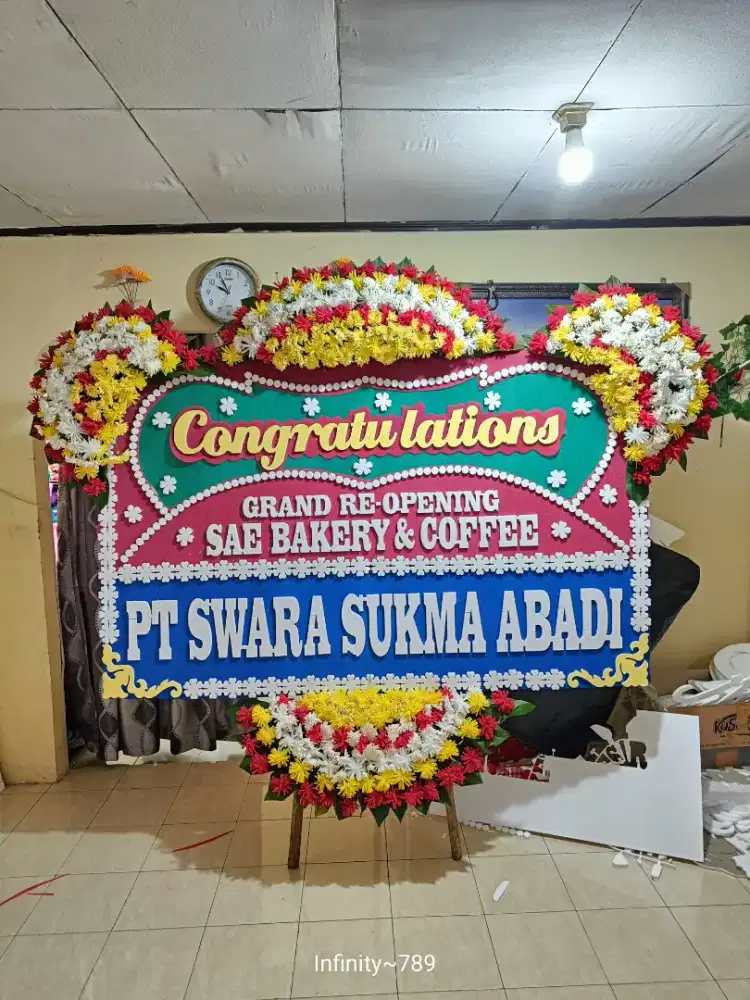 Congratulations
GRAND RE-OPENING
SAE BAKERY & COFFEE
PT SWARA SUKMA ABADI
Infinity~789